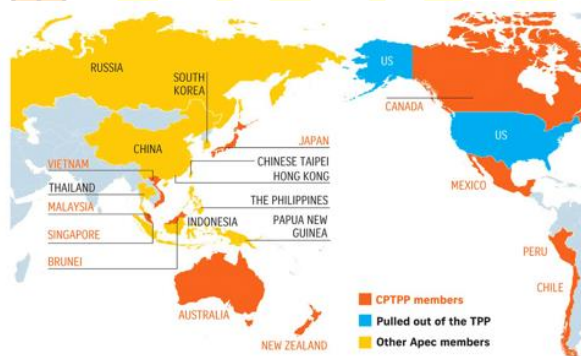 RUSSIA
SOUTH
KOREA
US
CANADA
CHINA
JAPAN
US
VIETNAM
CHINESE TAIPEI
HONG KONG
THAILAND
MEXICO
MALAYSIA
THE PHILIPPINES
INDONESIA
PAPUA NEW
GUINEA
SINGAPORE
BRUNEI
PERU
CHILE
AUSTRALIA
NEW ZEALAND
CPTPP members
Pulled out of the TPP
Other Apec members